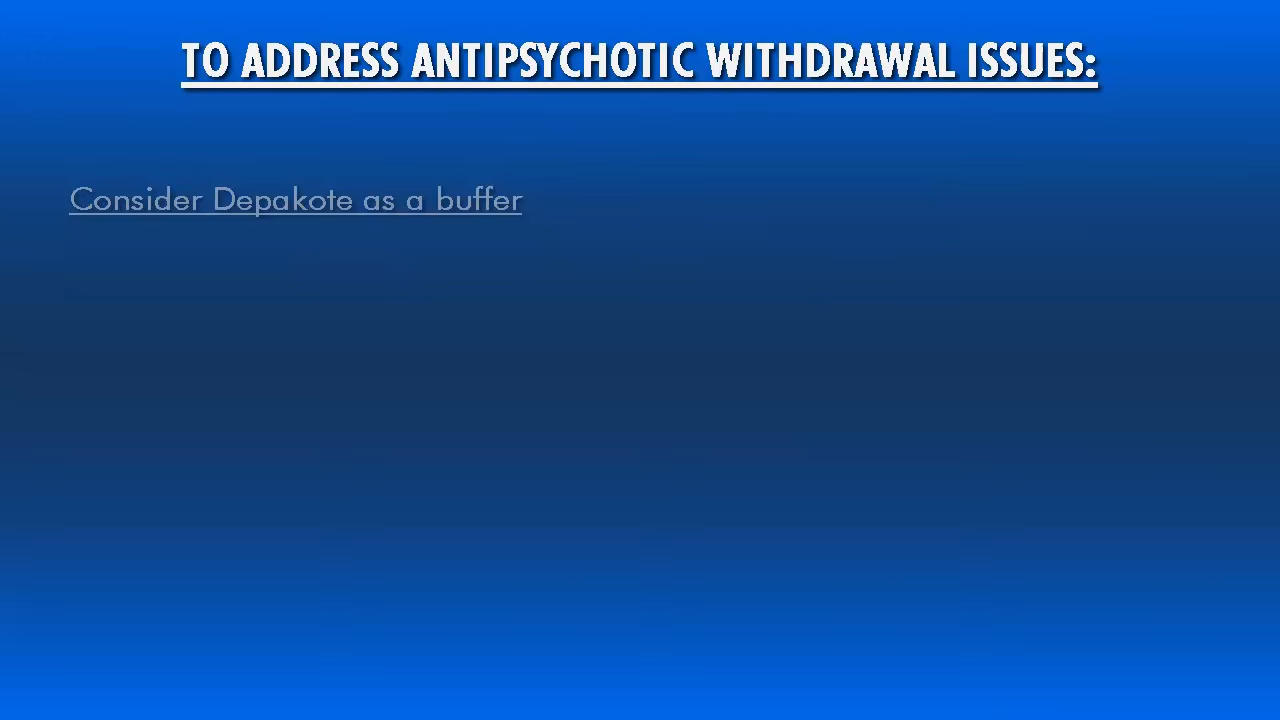 TO ADDRESS ANTIPSYCHOTIC WITHDRAWAL ISSUES:
Consider Depakote as a buffer